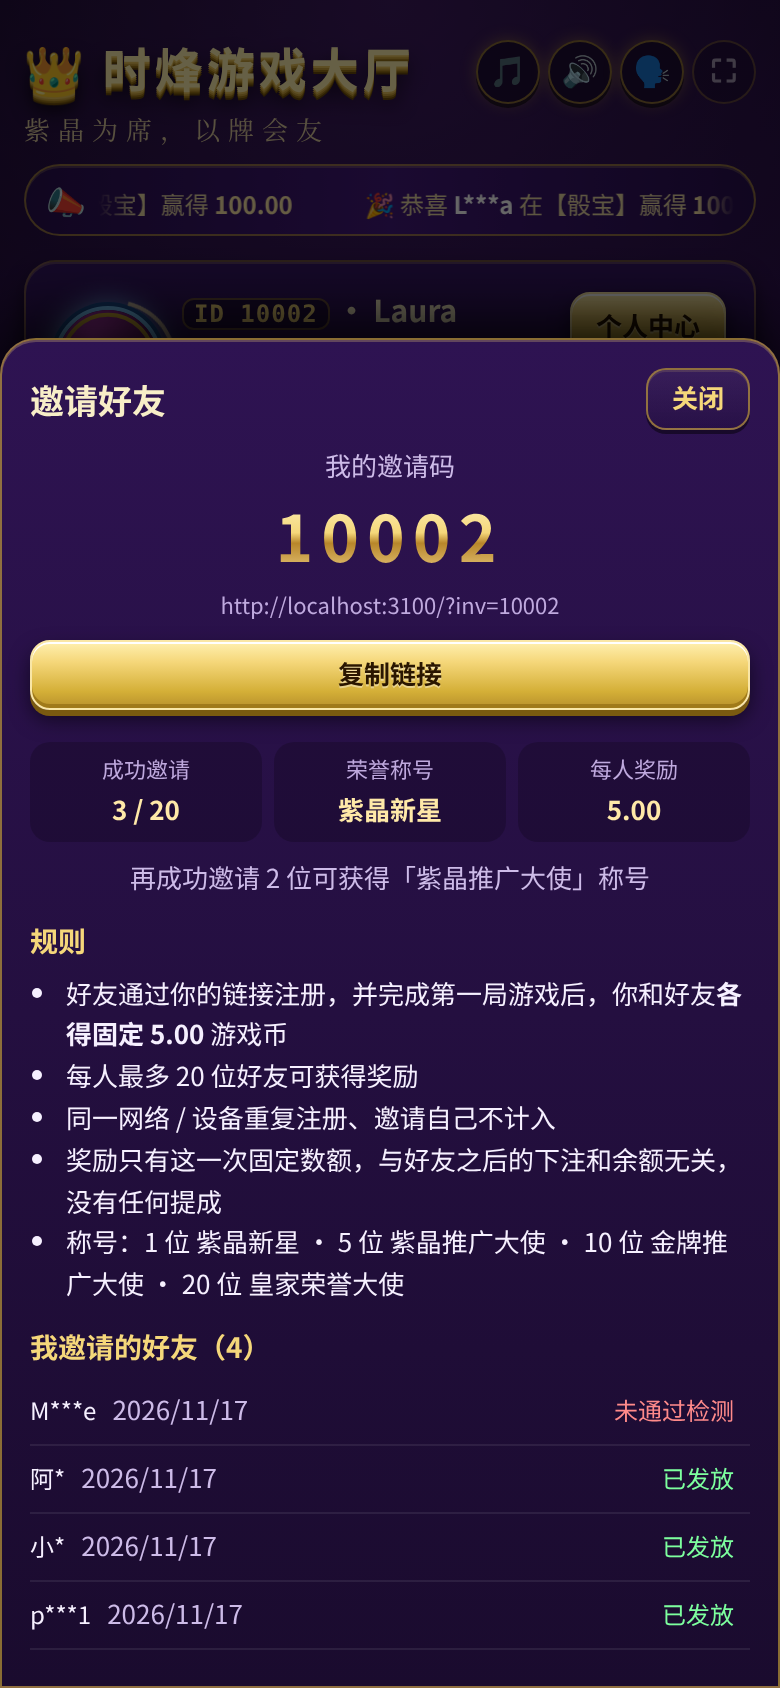 时烽游戏大厅
紫晶为席，以牌会友
宝】赢得 100.00 恭喜 L***a 在【骰宝】赢得 100
ID 10002 · Laura
个人中心
邀请好友
关闭
我的邀请码
10002
http://localhost:3100/?inv=10002
复制链接
成功邀请 荣誉称号 每人奖励
3 / 20 紫晶新星 5.00
再成功邀请 2 位可获得「紫晶推广大使」称号
规则
• 好友通过你的链接注册，并完成第一局游戏后，你和好友各
得固定 5.00 游戏币
• 每人最多 20 位好友可获得奖励
• 同一网络 / 设备重复注册、邀请自己不计入
• 奖励只有这一次固定数额，与好友之后的下注和余额无关，
没有任何提成
• 称号：1 位 紫晶新星 · 5 位 紫晶推广大使 · 10 位 金牌推
广大使 · 20 位 皇家荣誉大使
我邀请的好友（4）
M***e 2026/11/17 未通过检测
阿* 2026/11/17 已发放
小* 2026/11/17 已发放
p***1 2026/11/17 已发放